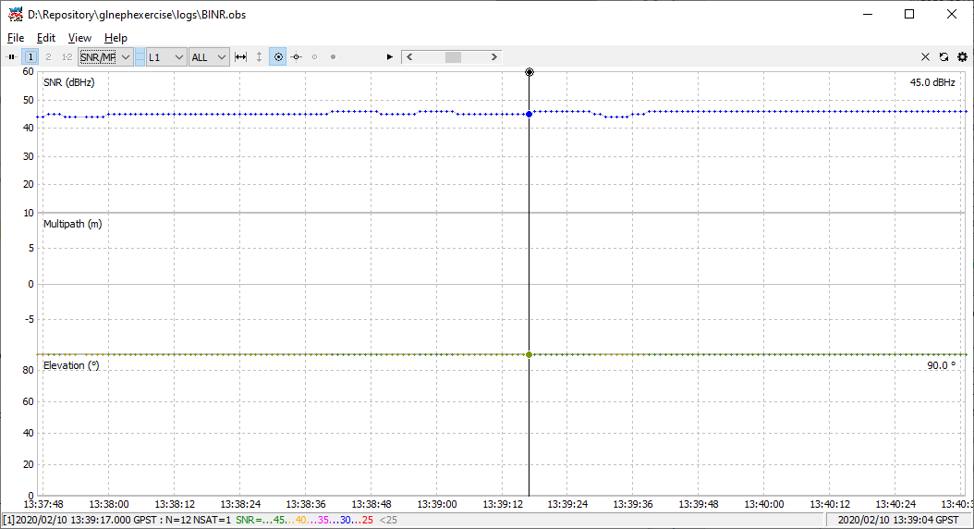 D:\Repository\glnephexercise\logs\BINR.obs
File Edit View Help
1 2 1-2 SNR/MP L1 ALL
60 SNR (dBHz) 45.0 dBHz
50
40
30
20
10
Multipath (m)
5
0
-5
Elevation (°) 90.0 °
80
60
40
20
0
13:37:48 13:38:00 13:38:12 13:38:24 13:38:36 13:38:48 13:39:00 13:39:12 13:39:24 13:39:36 13:39:48 13:40:00 13:40:12 13:40:24 13:40:3
[1]2020/02/10 13:39:17.000 GPST : N=12 NSAT=1 SNR=...45...40...35...30...25 <25 2020/02/10 13:39:04 GPST